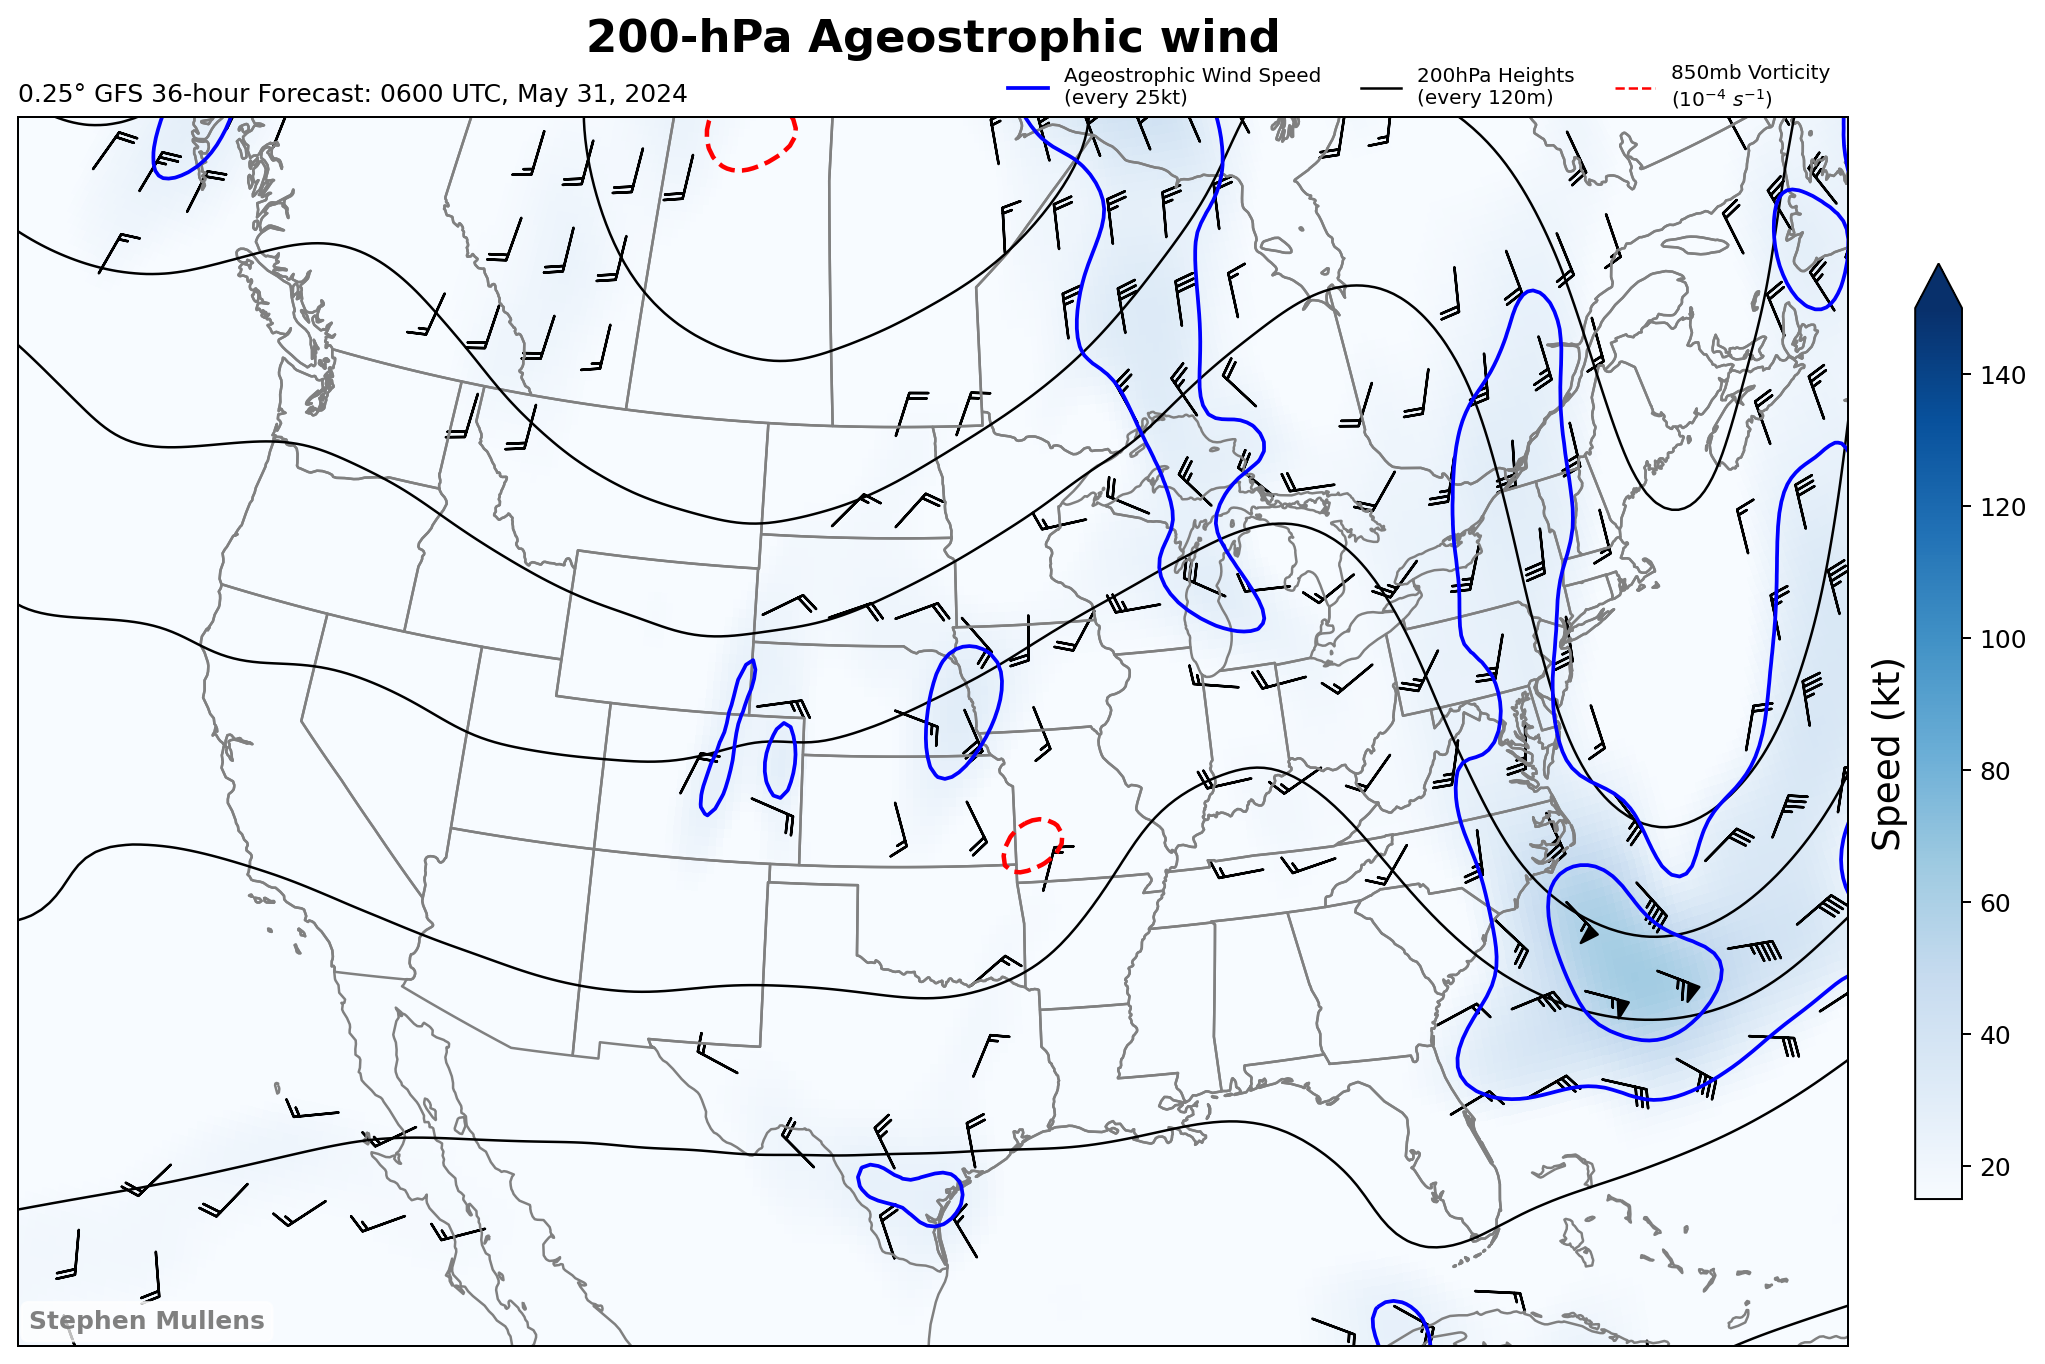 200-hPa Ageostrophic wind
0.25° GFS 36-hour Forecast: 0600 UTC, May 31, 2024
Ageostrophic Wind Speed
(every 25kt)
200hPa Heights
(every 120m)
850mb Vorticity
(10⁻⁴ s⁻¹)
140
120
100
80
60
40
20
Speed (kt)
Stephen Mullens